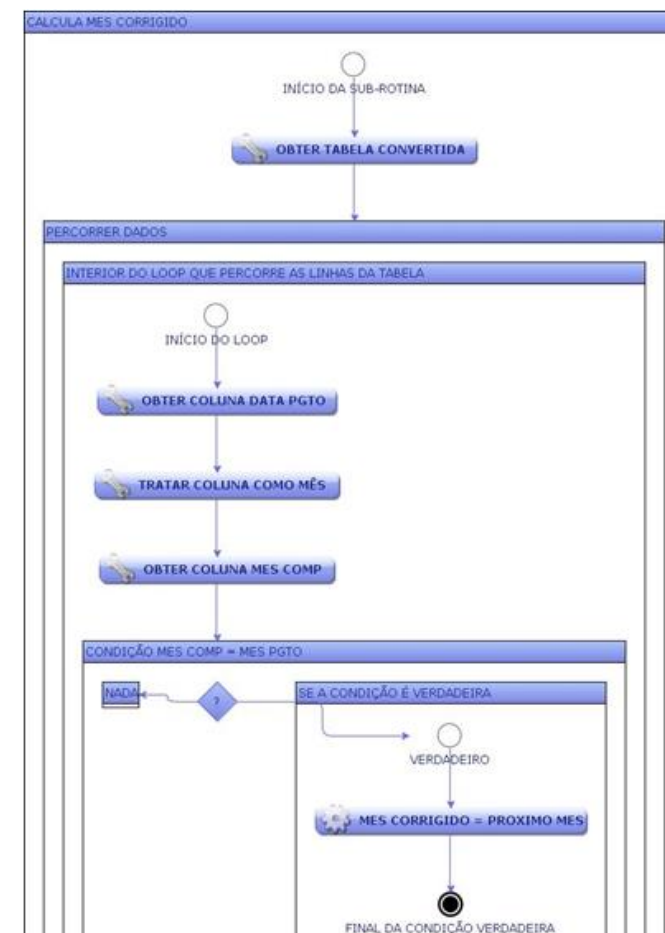 CALCULA MES CORRIGIDO
INÍCIO DA SUB-ROTINA
OBTER TABELA CONVERTIDA
PERCORRER DADOS
INTERIOR DO LOOP QUE PERCORRE AS LINHAS DA TABELA
INÍCIO DO LOOP
OBTER COLUNA DATA PGTO
TRATAR COLUNA COMO MÊS
OBTER COLUNA MES COMP
CONDIÇÃO MES COMP = MES PGTO
NADA
?
SE A CONDIÇÃO É VERDADEIRA
VERDADEIRO
MES CORRIGIDO = PROXIMO MES
FINAL DA CONDIÇÃO VERDADEIRA